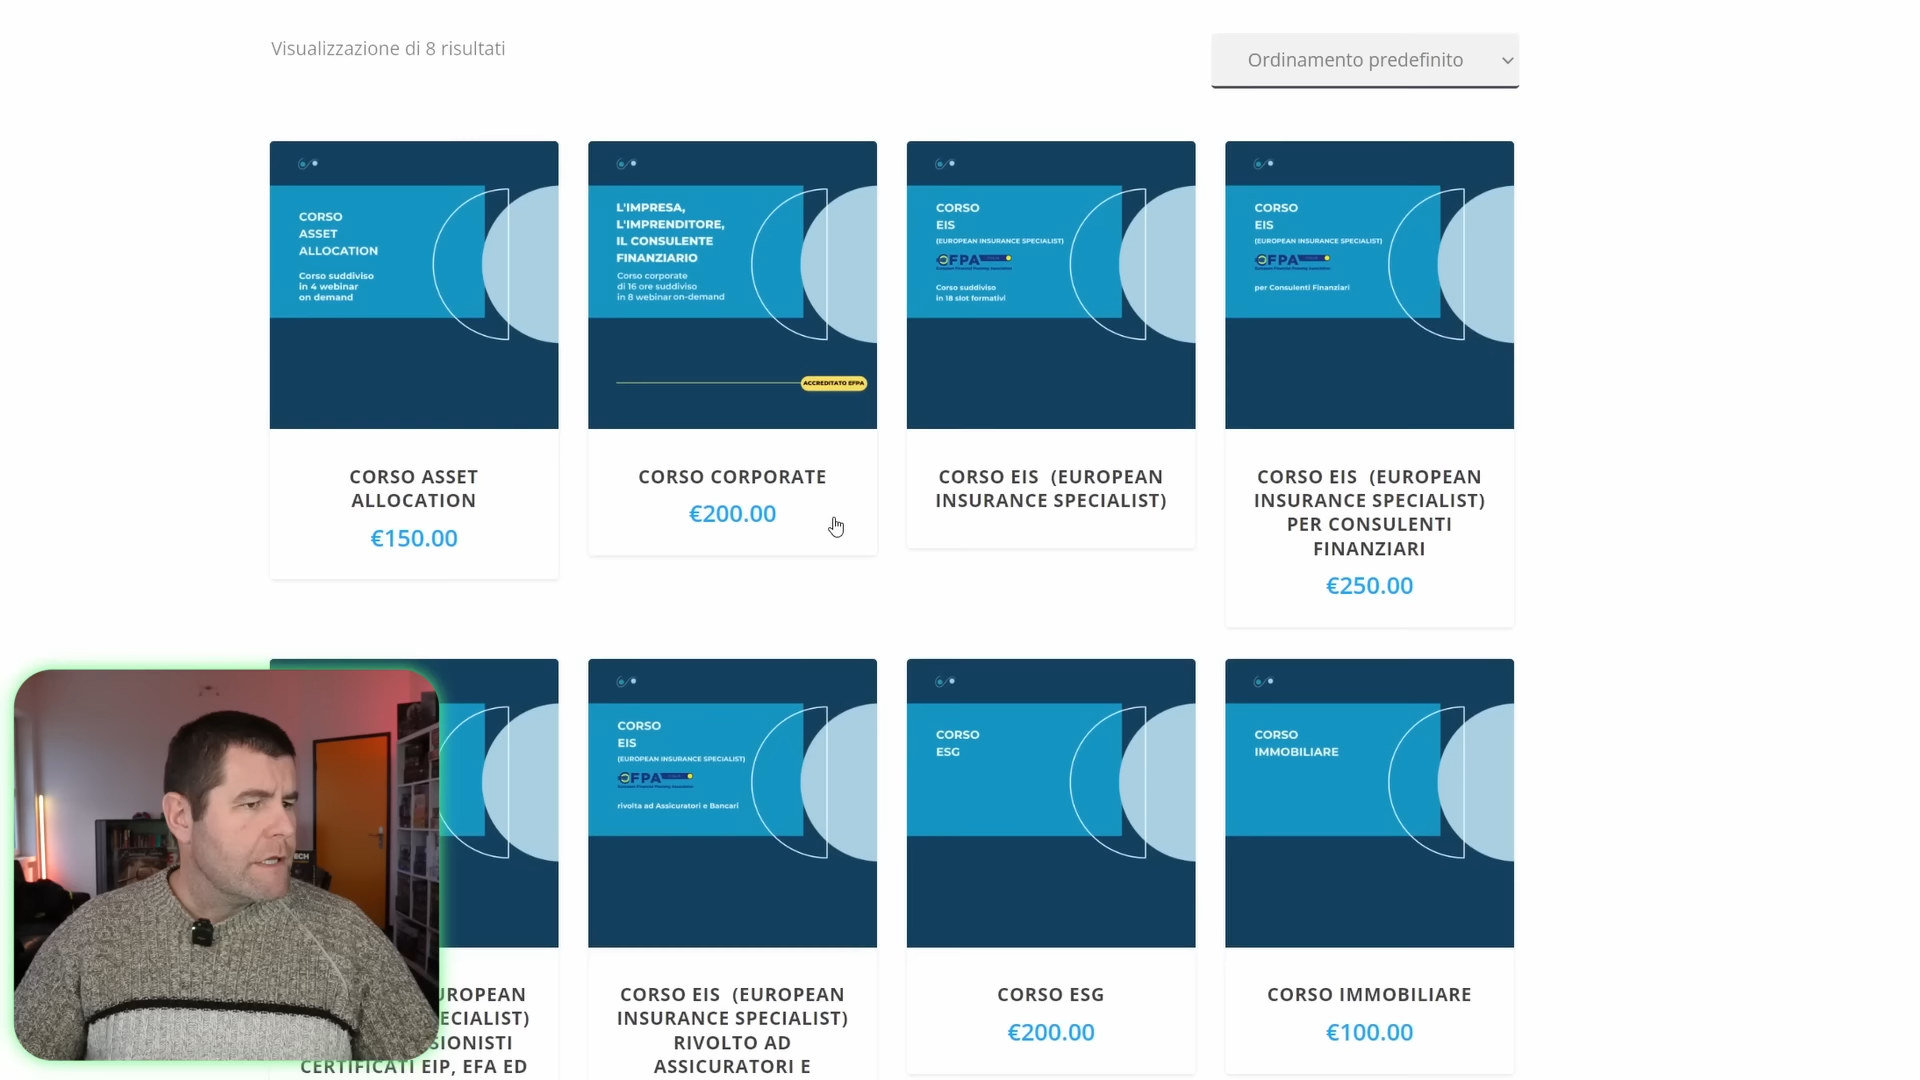 Visualizzazione di 8 risultati
Ordinamento predefinito
CORSO
ASSET
ALLOCATION
Corso suddiviso
in 4 webinar
on demand
L'IMPRESA,
L'IMPRENDITORE,
IL CONSULENTE
FINANZIARIO
Corso corporate
di 16 ore suddiviso
in 8 webinar on-demand
ACCREDITATO EFPA
CORSO
EIS
(EUROPEAN INSURANCE SPECIALIST)
EFPA
Corso suddiviso
in 18 slot formativi
CORSO
EIS
(EUROPEAN INSURANCE SPECIALIST)
EFPA
per Consulenti Finanziari
CORSO ASSET
ALLOCATION
€150.00
CORSO CORPORATE
€200.00
CORSO EIS (EUROPEAN
INSURANCE SPECIALIST)
CORSO EIS (EUROPEAN
INSURANCE SPECIALIST)
PER CONSULENTI
FINANZIARI
€250.00
CORSO
EIS
(EUROPEAN INSURANCE SPECIALIST)
EFPA
rivolta ad Assicuratori e Bancari
CORSO
ESG
CORSO
IMMOBILIARE
UROPEAN
ECIALIST)
SIONISTI
CERTIFICATI EIP, EFA ED
CORSO EIS (EUROPEAN
INSURANCE SPECIALIST)
RIVOLTO AD
ASSICURATORI E
CORSO ESG
€200.00
CORSO IMMOBILIARE
€100.00